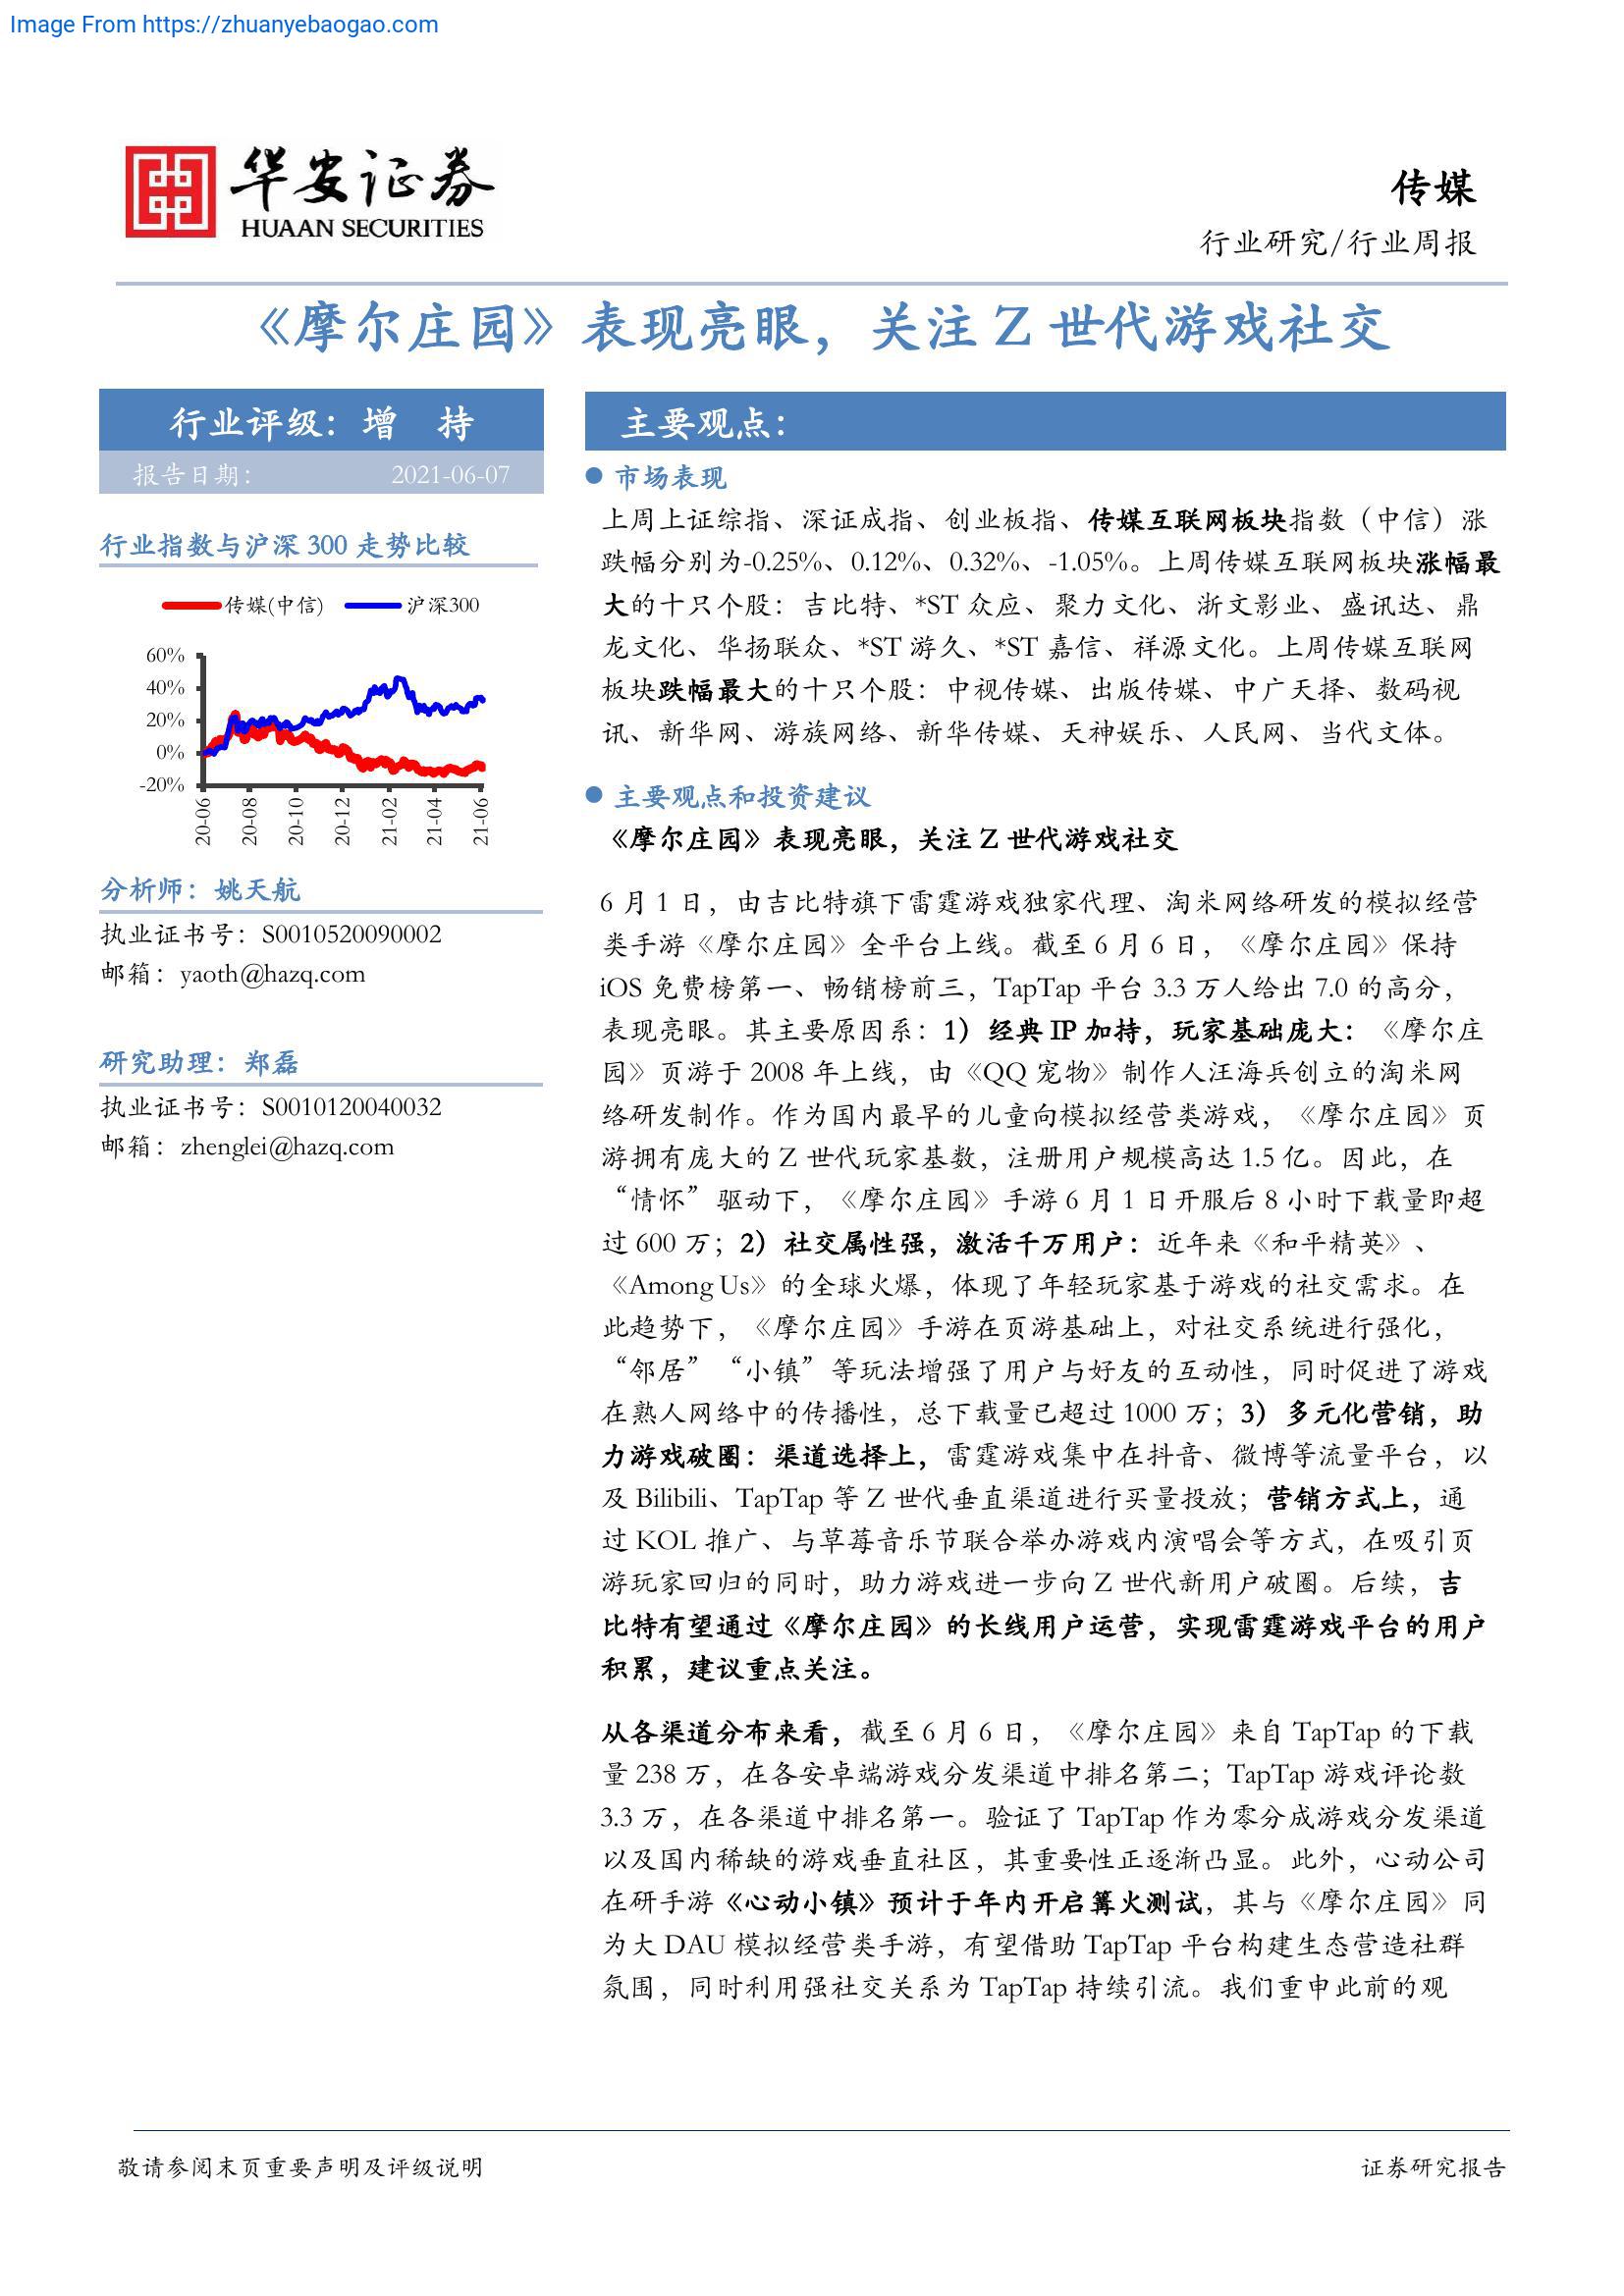 Image From https://zhuanyebaogao.com
华安证券
HUAAN SECURITIES
传媒
行业研究/行业周报
《摩尔庄园》表现亮眼，关注 Z 世代游戏社交
行业评级：增 持
报告日期： 2021-06-07
行业指数与沪深 300 走势比较
传媒(中信) 沪深300
60%
40%
20%
0%
-20%
20-06 20-08 20-10 20-12 21-02 21-04 21-06
分析师：姚天航
执业证书号：S0010520090002
邮箱：yaoth@hazq.com
研究助理：郑磊
执业证书号：S0010120040032
邮箱：zhenglei@hazq.com
主要观点：
市场表现
上周上证综指、深证成指、创业板指、传媒互联网板块指数（中信）涨
跌幅分别为-0.25%、0.12%、0.32%、-1.05%。上周传媒互联网板块涨幅最
大的十只个股：吉比特、*ST 众应、聚力文化、浙文影业、盛讯达、鼎
龙文化、华扬联众、*ST 游久、*ST 嘉信、祥源文化。上周传媒互联网
板块跌幅最大的十只个股：中视传媒、出版传媒、中广天择、数码视
讯、新华网、游族网络、新华传媒、天神娱乐、人民网、当代文体。
主要观点和投资建议
《摩尔庄园》表现亮眼，关注 Z 世代游戏社交
6 月 1 日，由吉比特旗下雷霆游戏独家代理、淘米网络研发的模拟经营
类手游《摩尔庄园》全平台上线。截至 6 月 6 日，《摩尔庄园》保持
iOS 免费榜第一、畅销榜前三，TapTap 平台 3.3 万人给出 7.0 的高分，
表现亮眼。其主要原因系：1）经典 IP 加持，玩家基础庞大：《摩尔庄
园》页游于 2008 年上线，由《QQ 宠物》制作人汪海兵创立的淘米网
络研发制作。作为国内最早的儿童向模拟经营类游戏，《摩尔庄园》页
游拥有庞大的 Z 世代玩家基数，注册用户规模高达 1.5 亿。因此，在
“情怀”驱动下，《摩尔庄园》手游 6 月 1 日开服后 8 小时下载量即超
过 600 万；2）社交属性强，激活千万用户：近年来《和平精英》、
《Among Us》的全球火爆，体现了年轻玩家基于游戏的社交需求。在
此趋势下，《摩尔庄园》手游在页游基础上，对社交系统进行强化，
“邻居”“小镇”等玩法增强了用户与好友的互动性，同时促进了游戏
在熟人网络中的传播性，总下载量已超过 1000 万；3）多元化营销，助
力游戏破圈：渠道选择上，雷霆游戏集中在抖音、微博等流量平台，以
及 Bilibili、TapTap 等 Z 世代垂直渠道进行买量投放；营销方式上，通
过 KOL 推广、与草莓音乐节联合举办游戏内演唱会等方式，在吸引页
游玩家回归的同时，助力游戏进一步向 Z 世代新用户破圈。后续，吉
比特有望通过《摩尔庄园》的长线用户运营，实现雷霆游戏平台的用户
积累，建议重点关注。
从各渠道分布来看，截至 6 月 6 日，《摩尔庄园》来自 TapTap 的下载
量 238 万，在各安卓端游戏分发渠道中排名第二；TapTap 游戏评论数
3.3 万，在各渠道中排名第一。验证了 TapTap 作为零分成游戏分发渠道
以及国内稀缺的游戏垂直社区，其重要性正逐渐凸显。此外，心动公司
在研手游《心动小镇》预计于年内开启篝火测试，其与《摩尔庄园》同
为大 DAU 模拟经营类手游，有望借助 TapTap 平台构建生态营造社群
氛围，同时利用强社交关系为 TapTap 持续引流。我们重申此前的观
敬请参阅末页重要声明及评级说明
证券研究报告